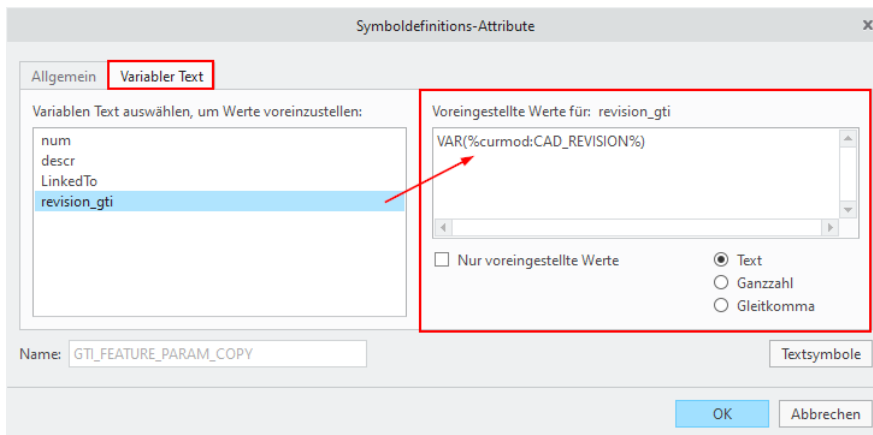 Symboldefinitions-Attribute
x
Allgemein
Variabler Text
Variablen Text auswählen, um Werte voreinzustellen:
num
descr
LinkedTo
revision_gti
Voreingestellte Werte für: revision_gti
VAR(%curmod:CAD_REVISION%)
Nur voreingestellte Werte
Text
Ganzzahl
Gleitkomma
Name: GTI_FEATURE_PARAM_COPY
Textsymbole
OK
Abbrechen